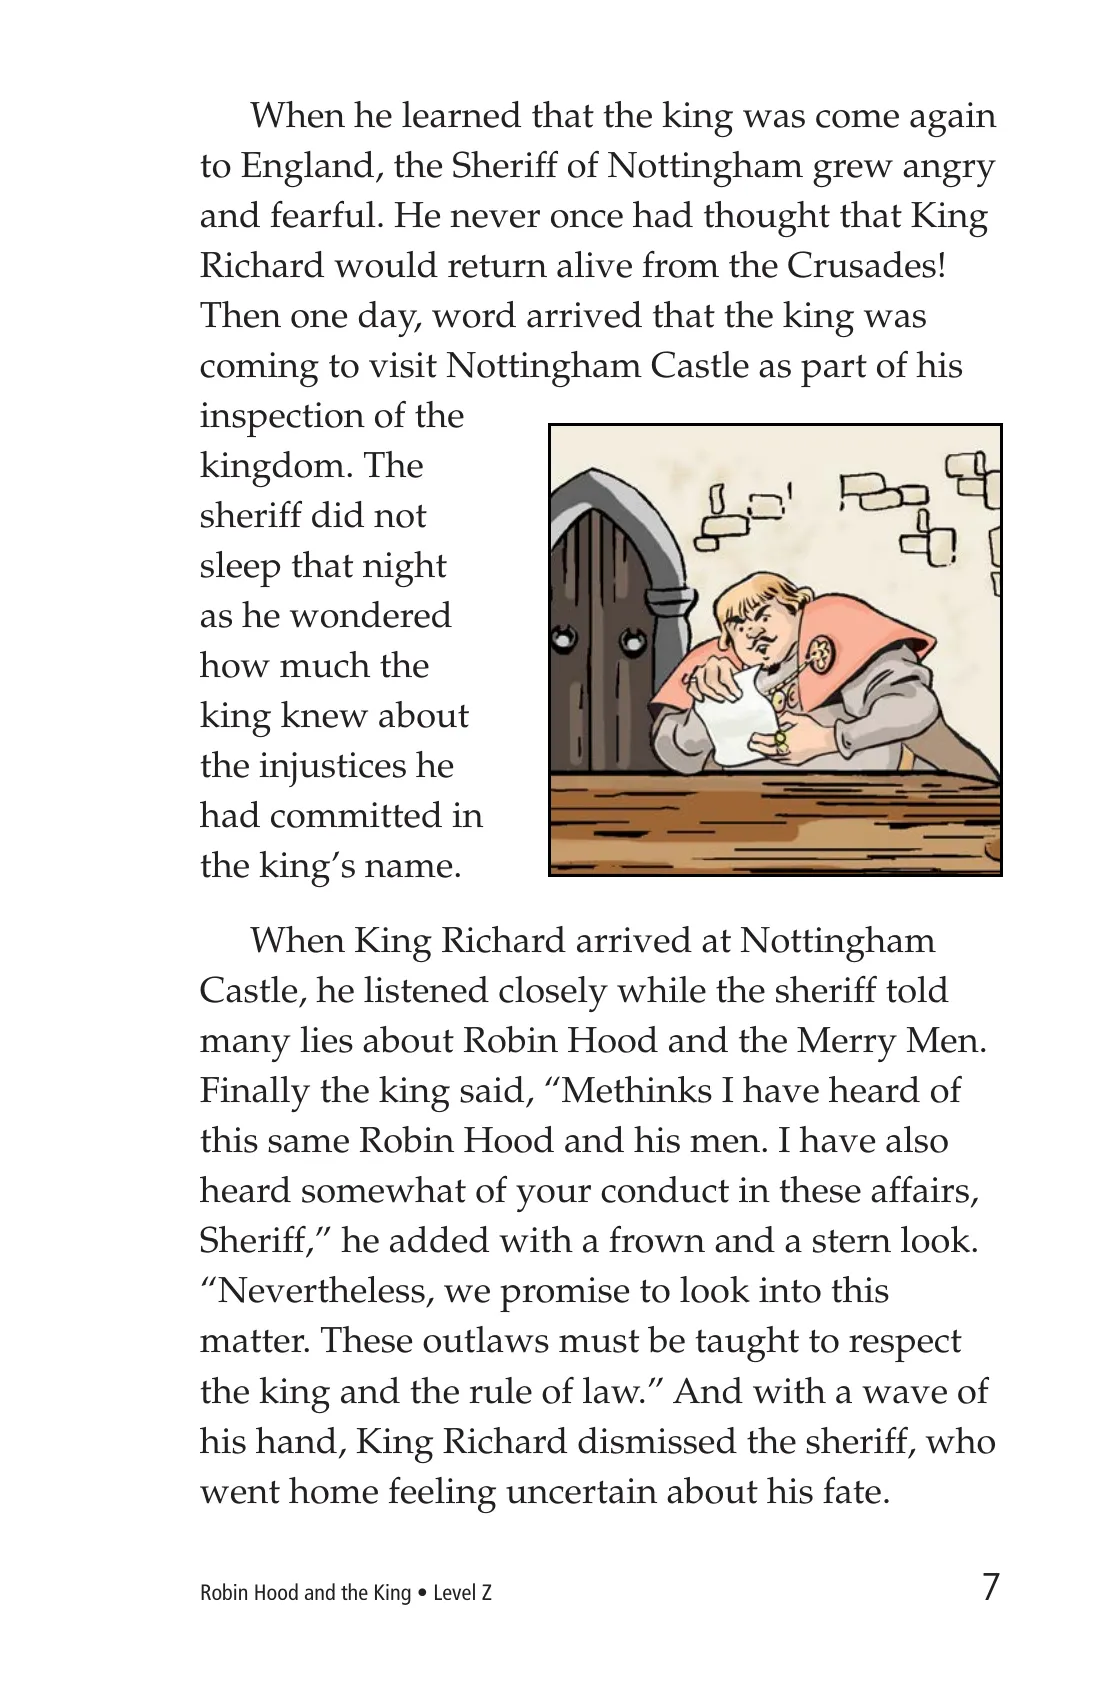 When he learned that the king was come again
to England, the Sheriff of Nottingham grew angry
and fearful. He never once had thought that King
Richard would return alive from the Crusades!
Then one day, word arrived that the king was
coming to visit Nottingham Castle as part of his
inspection of the
kingdom. The
sheriff did not
sleep that night
as he wondered
how much the
king knew about
the injustices he
had committed in
the king’s name.
When King Richard arrived at Nottingham
Castle, he listened closely while the sheriff told
many lies about Robin Hood and the Merry Men.
Finally the king said, “Methinks I have heard of
this same Robin Hood and his men. I have also
heard somewhat of your conduct in these affairs,
Sheriff,” he added with a frown and a stern look.
“Nevertheless, we promise to look into this
matter. These outlaws must be taught to respect
the king and the rule of law.” And with a wave of
his hand, King Richard dismissed the sheriff, who
went home feeling uncertain about his fate.
Robin Hood and the King • Level Z
7